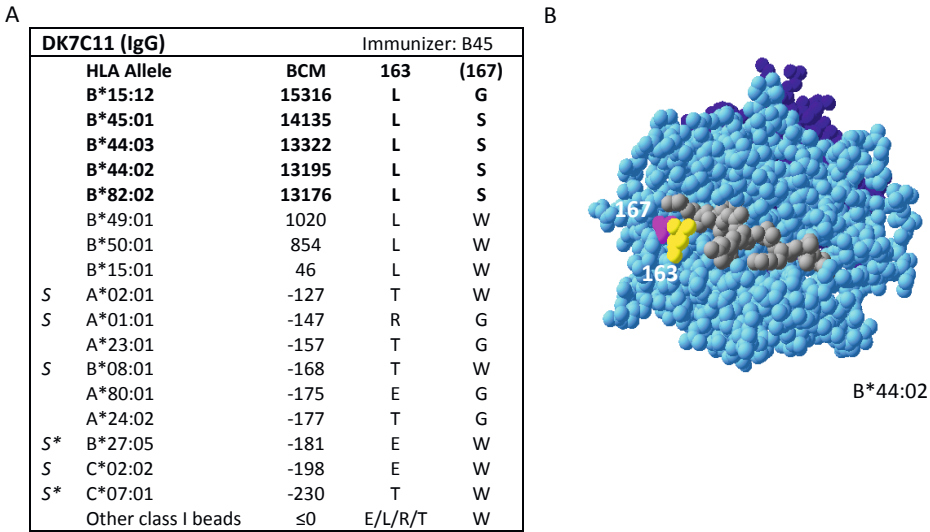 A
DK7C11 (IgG) Immunizer: B45
HLA Allele BCM 163 (167)
B*15:12 15316 L G
B*45:01 14135 L S
B*44:03 13322 L S
B*44:02 13195 L S
B*82:02 13176 L S
B*49:01 1020 L W
B*50:01 854 L W
B*15:01 46 L W
S A*02:01 -127 T W
S A*01:01 -147 R G
A*23:01 -157 T G
S B*08:01 -168 T W
A*80:01 -175 E G
A*24:02 -177 T G
S* B*27:05 -181 E W
S C*02:02 -198 E W
S* C*07:01 -230 T W
Other class I beads ≤0 E/L/R/T W
B
167
163
B*44:02